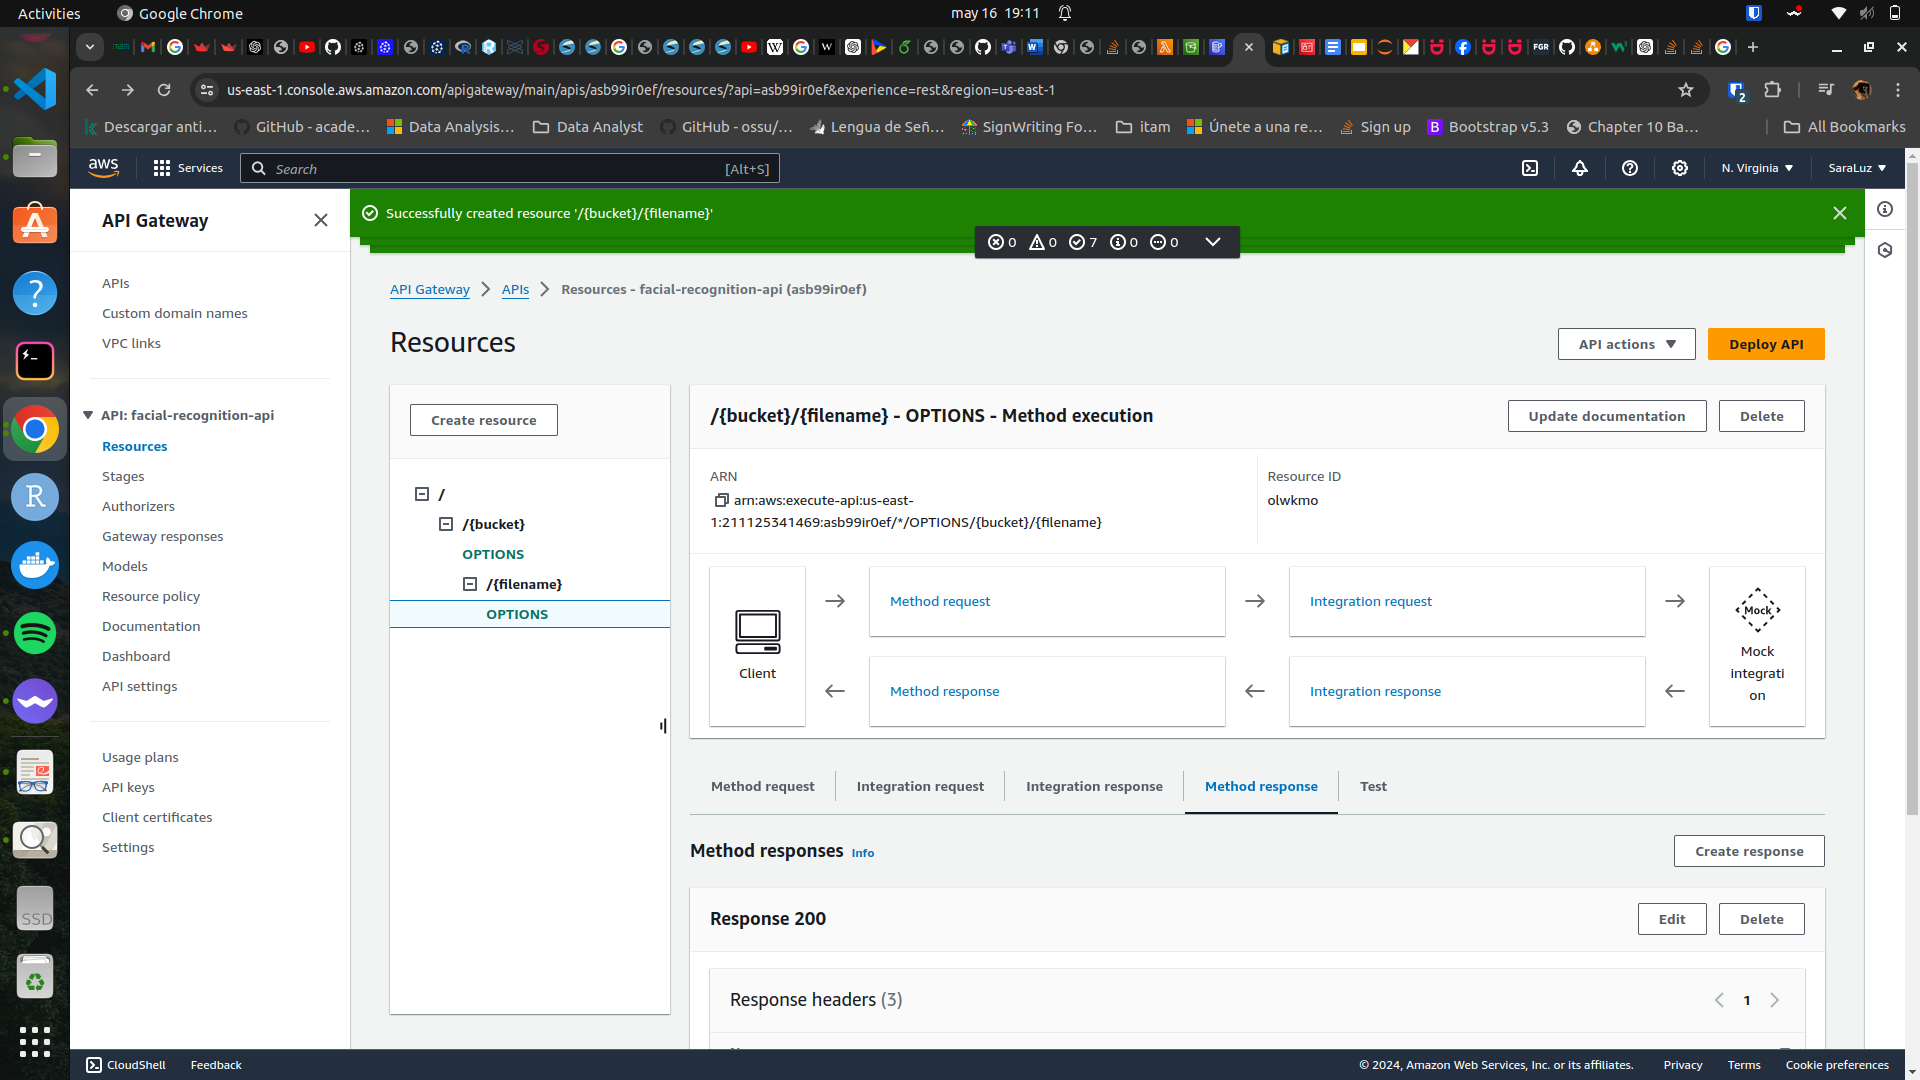 Activities
Google Chrome
may 16 19:11
us-east-1.console.aws.amazon.com/apigateway/main/apis/asb99ir0ef/resources/?api=asb99ir0ef&experience=rest&region=us-east-1
2
Descargar anti...
GitHub - acade...
Data Analysis...
Data Analyst
GitHub - ossu/...
Lengua de Señ...
SignWriting Fo...
itam
Únete a una re...
Sign up
Bootstrap v5.3
Chapter 10 Ba...
All Bookmarks
aws
Services
Search
[Alt+S]
N. Virginia
SaraLuz
API Gateway
Successfully created resource '/{bucket}/{filename}'
0
0
7
0
0
APIs
Custom domain names
VPC links
API: facial-recognition-api
Resources
Stages
Authorizers
Gateway responses
Models
Resource policy
Documentation
Dashboard
API settings
Usage plans
API keys
Client certificates
Settings
API Gateway
APIs
Resources - facial-recognition-api (asb99ir0ef)
Resources
API actions
Deploy API
Create resource
/
/{bucket}
OPTIONS
/{filename}
OPTIONS
/{bucket}/{filename} - OPTIONS - Method execution
Update documentation
Delete
ARN
arn:aws:execute-api:us-east-
1:211125341469:asb99ir0ef/*/OPTIONS/{bucket}/{filename}
Resource ID
olwkmo
Client
Method request
Integration request
Method response
Integration response
Mock
Mock
integrati
on
Method request
Integration request
Integration response
Method response
Test
Method responses
Info
Create response
Response 200
Edit
Delete
Response headers (3)
1
SSD
CloudShell
Feedback
© 2024, Amazon Web Services, Inc. or its affiliates.
Privacy
Terms
Cookie preferences